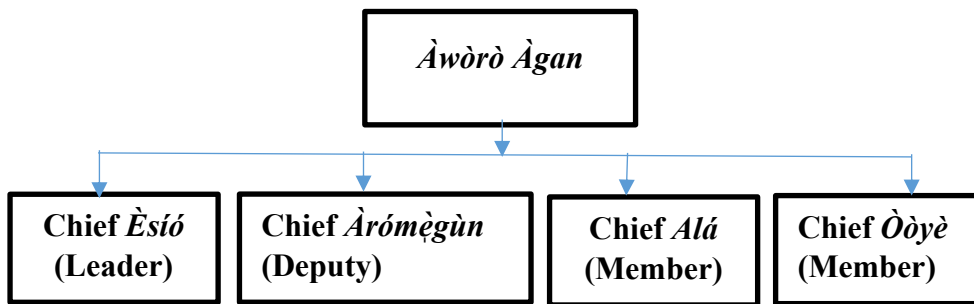 Àwòrò Àgan
Chief Èsíó
(Leader)
Chief Àrómẹ̀gùn
(Deputy)
Chief Alá
(Member)
Chief Òòyè
(Member)